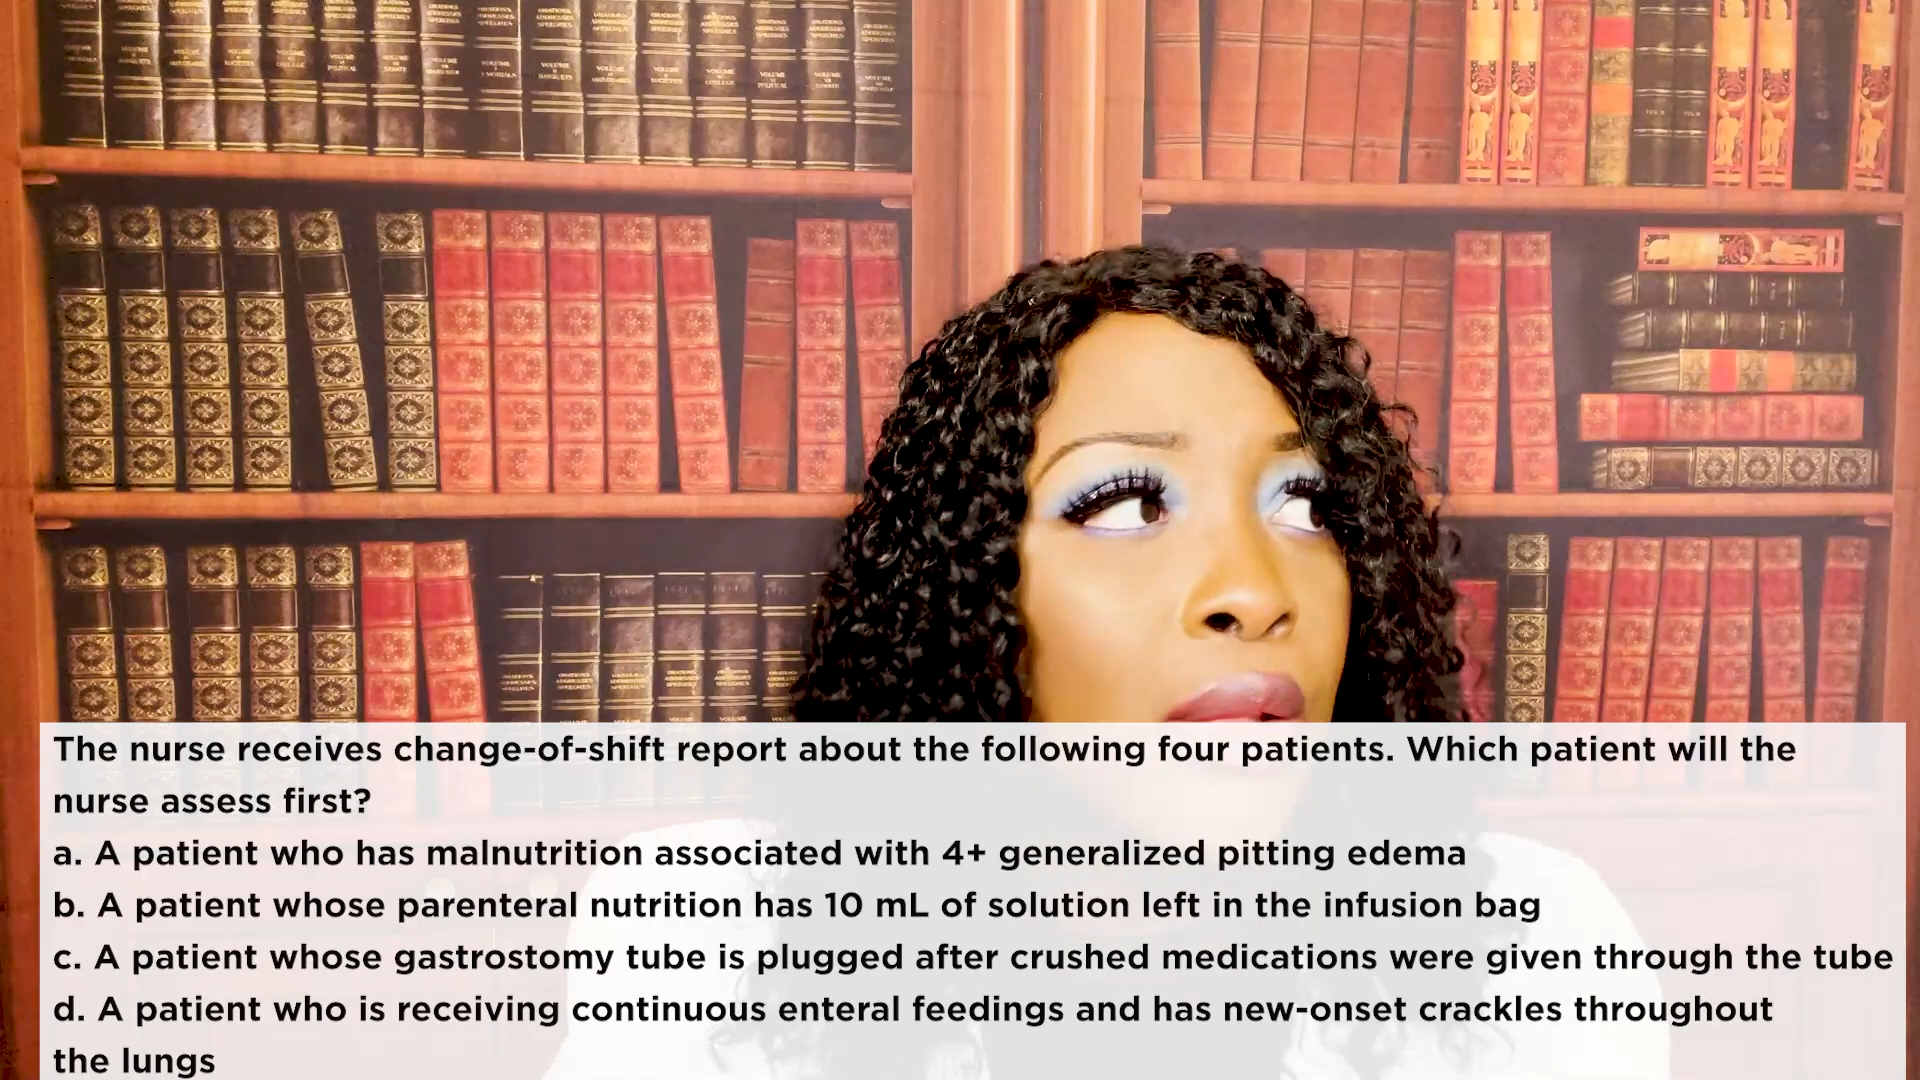 The nurse receives change-of-shift report about the following four patients. Which patient will the
nurse assess first?
a. A patient who has malnutrition associated with 4+ generalized pitting edema
b. A patient whose parenteral nutrition has 10 mL of solution left in the infusion bag
c. A patient whose gastrostomy tube is plugged after crushed medications were given through the tube
d. A patient who is receiving continuous enteral feedings and has new-onset crackles throughout
the lungs